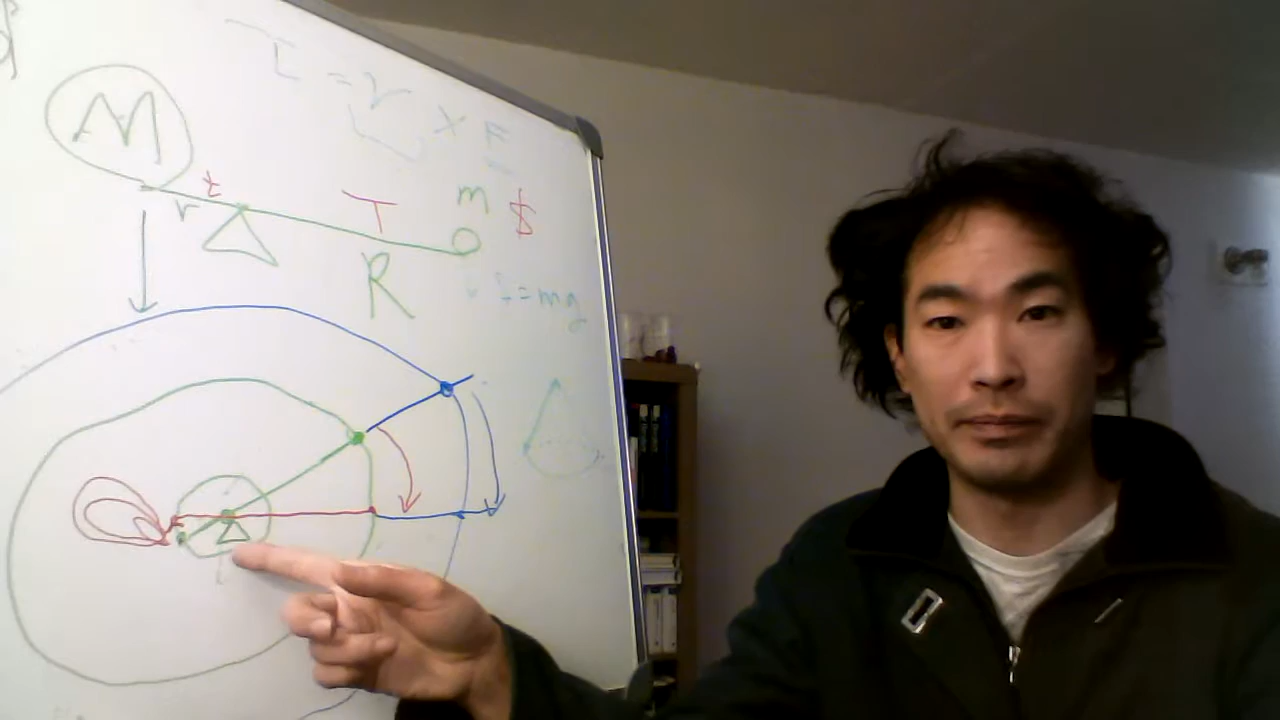 τ = r x F
M
t
r
T
m $
R
f = mg